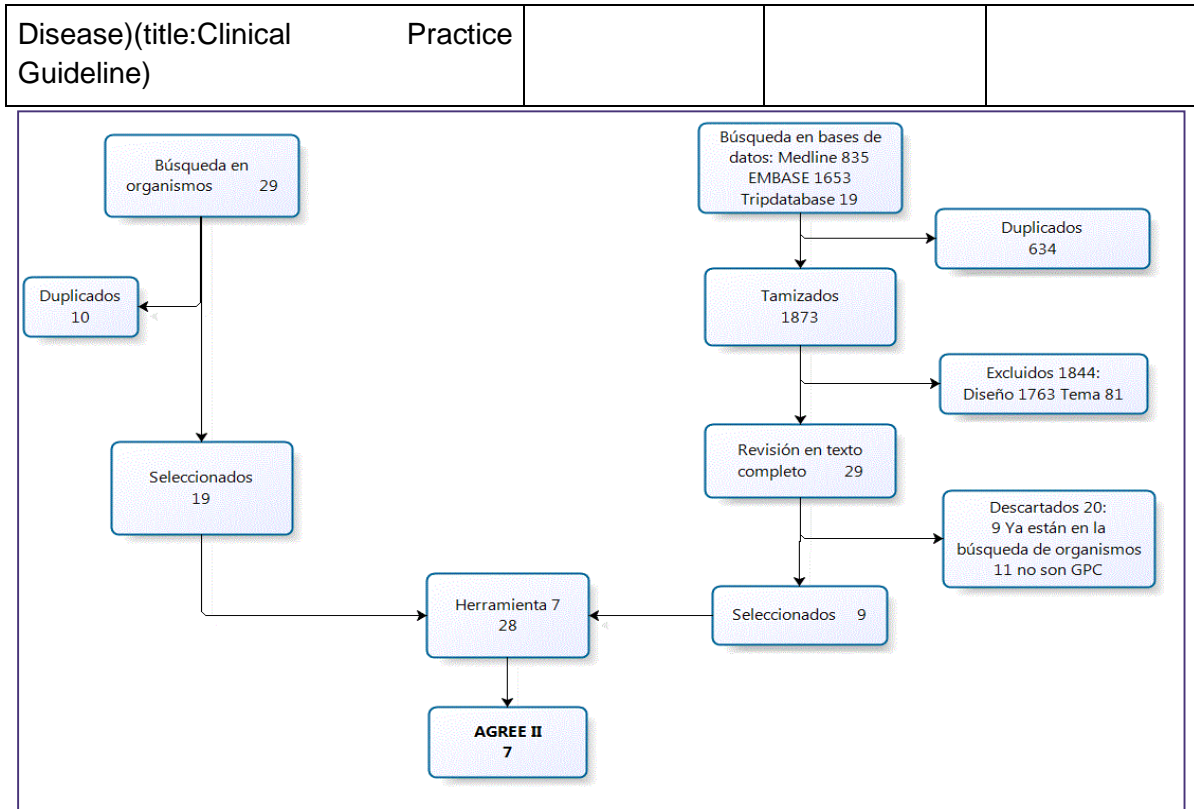 Disease)(title:Clinical Practice
Guideline)
Búsqueda en
organismos 29
Duplicados
10
Seleccionados
19
Búsqueda en bases de
datos: Medline 835
EMBASE 1653
Tripdatabase 19
Duplicados
634
Tamizados
1873
Excluidos 1844:
Diseño 1763 Tema 81
Revisión en texto
completo 29
Descartados 20:
9 Ya están en la
búsqueda de organismos
11 no son GPC
Seleccionados 9
Herramienta 7
28
AGREE II
7